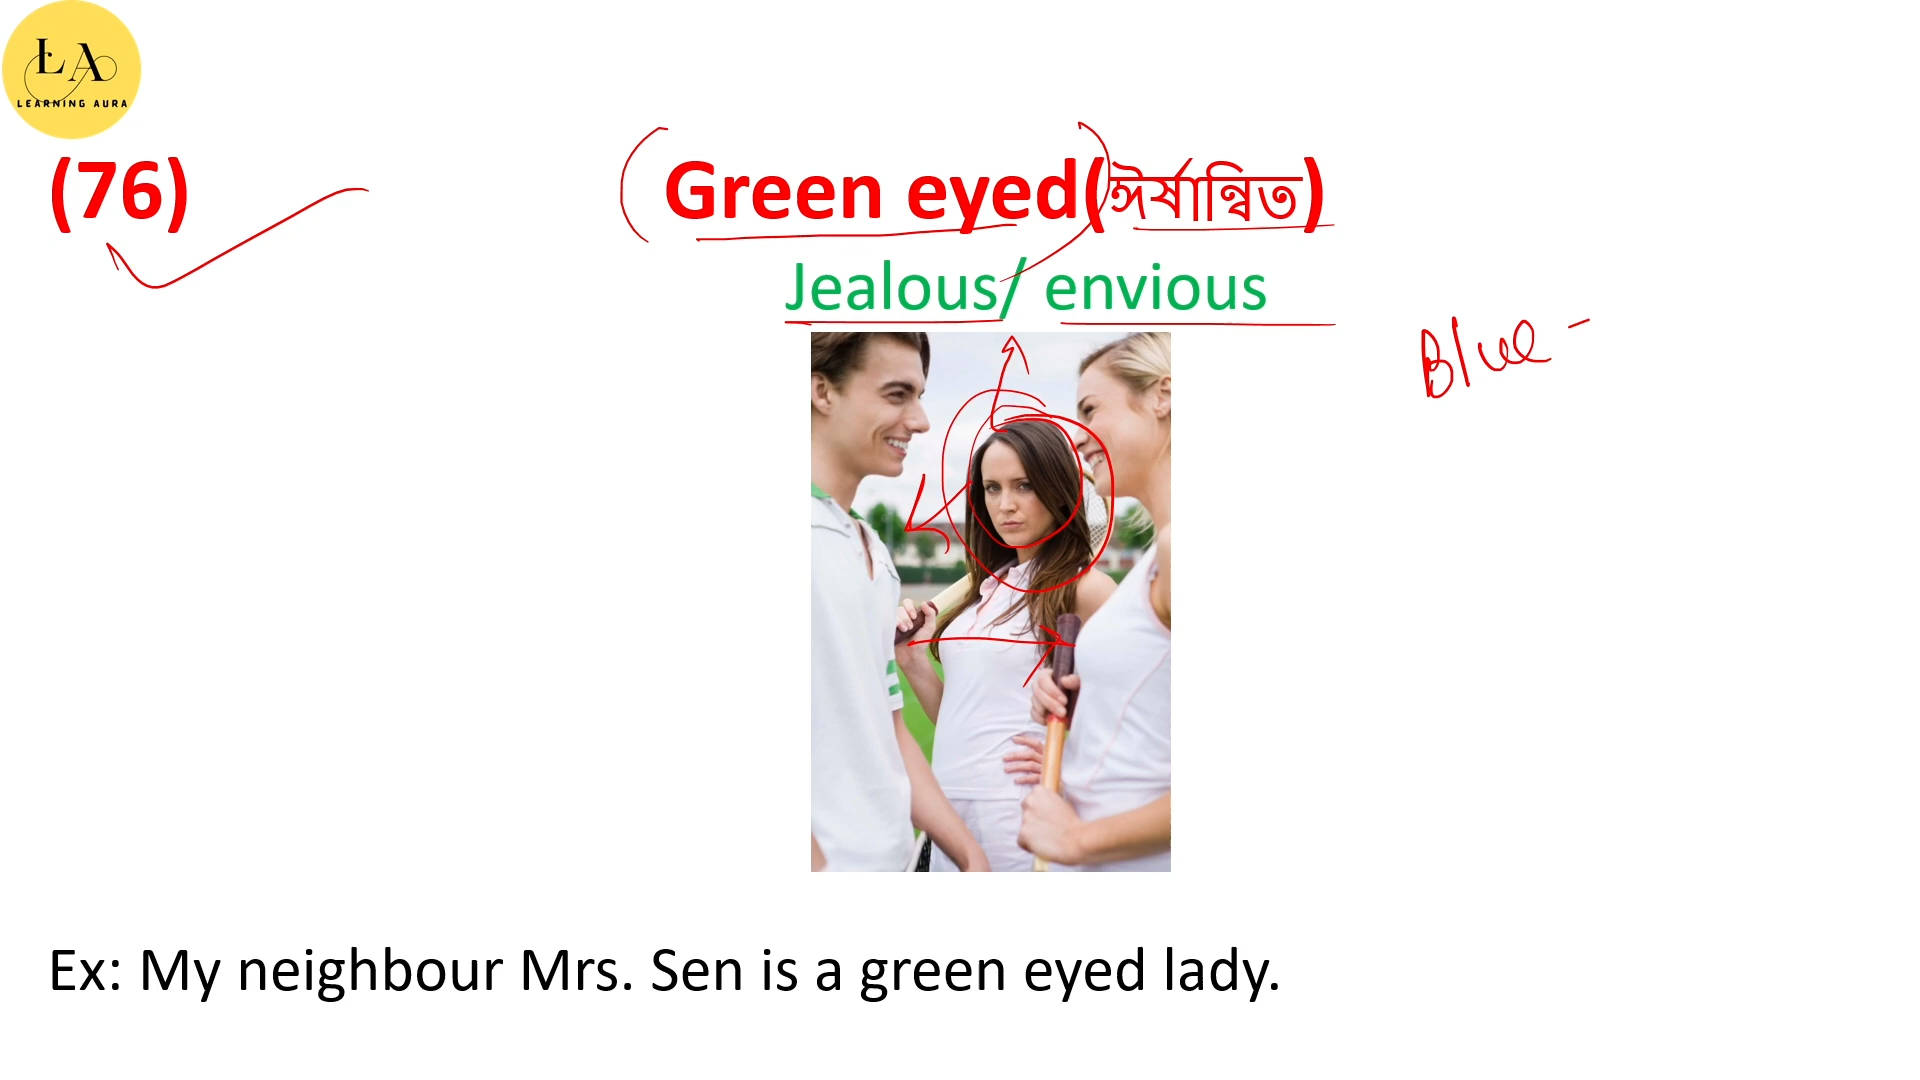 LA
LEARNING AURA
(76) Green eyed(ঈর্ষান্বিত)
Jealous/ envious
Blue -
Ex: My neighbour Mrs. Sen is a green eyed lady.